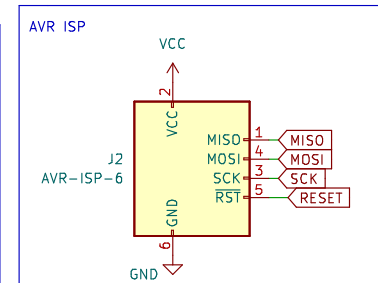 AVR ISP
VCC
2
VCC
MISO 1 MISO
J2 MOSI 4 MOSI
AVR-ISP-6 SCK 3 SCK
RST 5 RESET
GND
6
GND